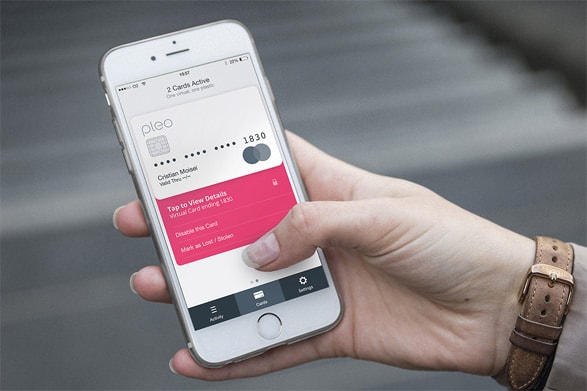 O2
15:57
22%
2 Cards Active
One virtual, one plastic
pleo
•••• •••• •••• 1830
Cristian Moisei
Valid Thru --/--
Tap to View Details
Virtual Card ending 1830
Disable this Card
Mark as Lost / Stolen
Activity
Cards
Settings